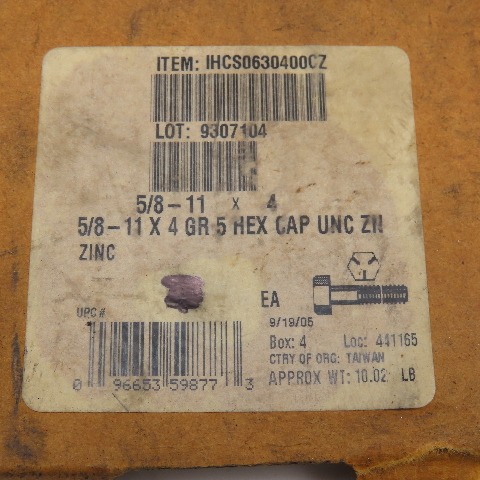 ITEM: IHCS0630400CZ
LOT: 9307104
5/8-11 X 4
5/8-11 X 4 GR 5 HEX CAP UNC ZN
ZINC
UPC#
EA
9/19/05
Box: 4 Loc: 441165
CTRY OF ORG: TAIWAN
APPROX WT: 10.02 LB
0 96653 59877 3